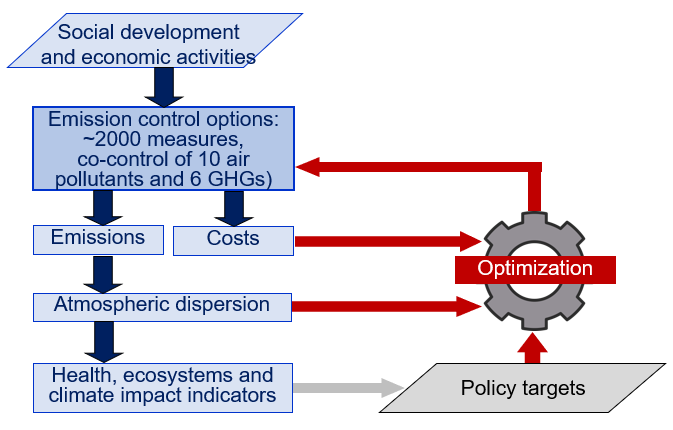 Social development
and economic activities
Emission control options:
~2000 measures,
co-control of 10 air
pollutants and 6 GHGs)
Emissions
Costs
Optimization
Atmospheric dispersion
Health, ecosystems and
climate impact indicators
Policy targets